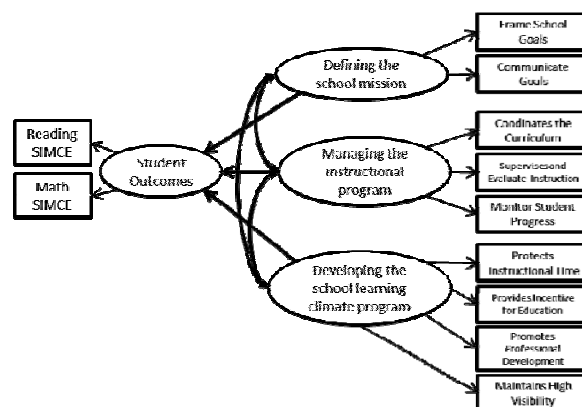 Frame School
Goals
Communicate
Goals
Defining the
school mission
Reading
SIMCE
Math
SIMCE
Student
Outcomes
Managing the
instructional program
Coodinates the
Curriculum
Supervises and
Evaluate Instruction
Monitor Student
Progress
Developing the
school learning
climate program
Protects
Instructional Time
Provides Incentive
for Education
Promotes
Professional
Development
Maintains High
Visibility